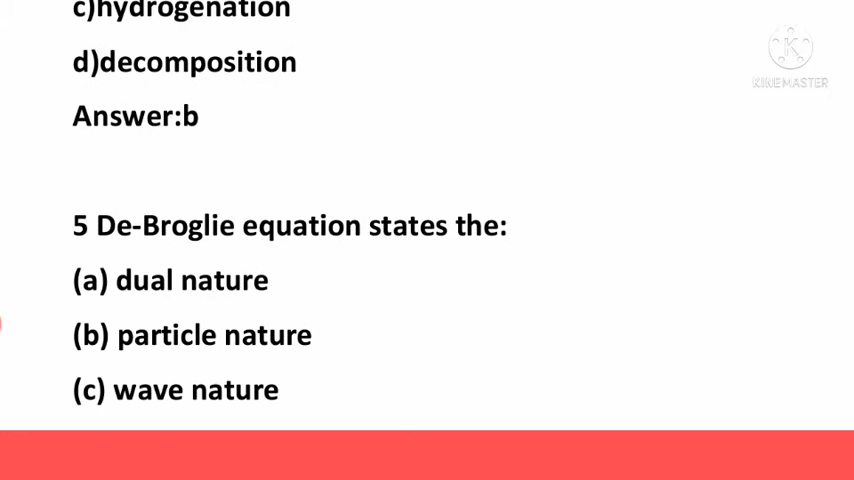 c)hydrogenation
d)decomposition
Answer:b
5 De-Broglie equation states the:
(a) dual nature
(b) particle nature
(c) wave nature
K
KINEMASTER